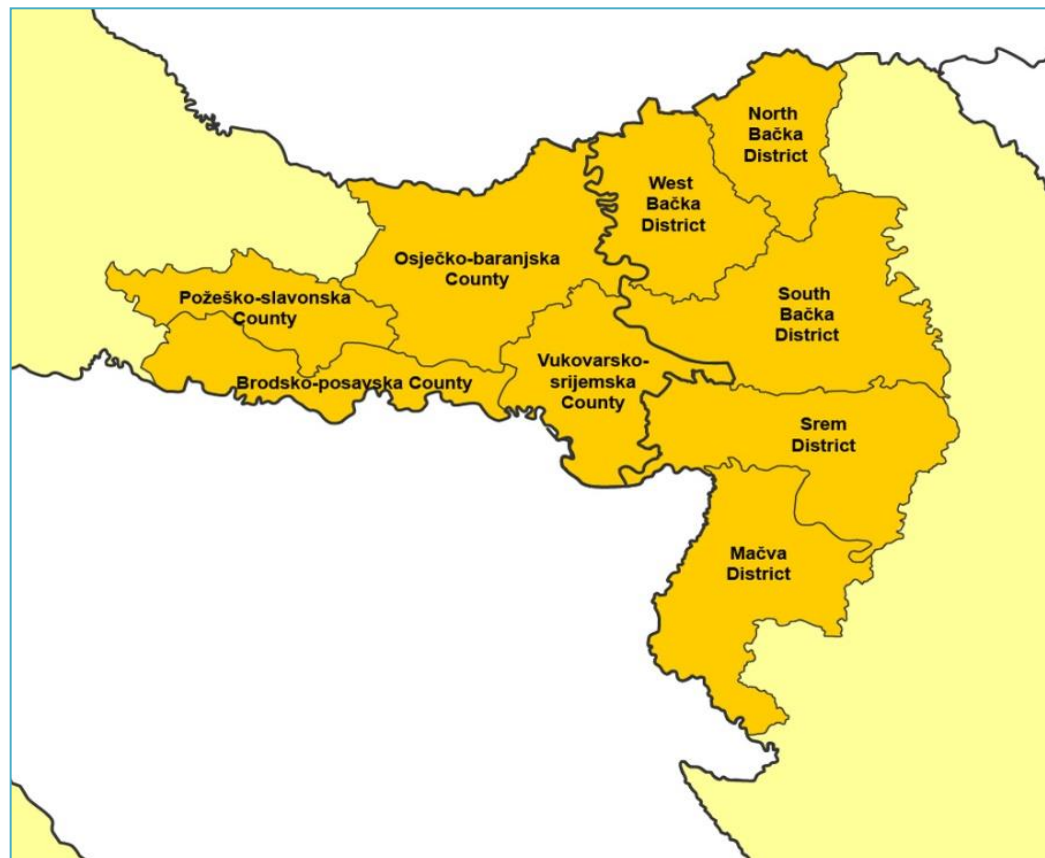 North
Bačka
District
West
Bačka
District
Osječko-baranjska
County
Požeško-slavonska
County
South
Bačka
District
Vukovarsko-
srijemska
County
Brodsko-posavska County
Srem
District
Mačva
District